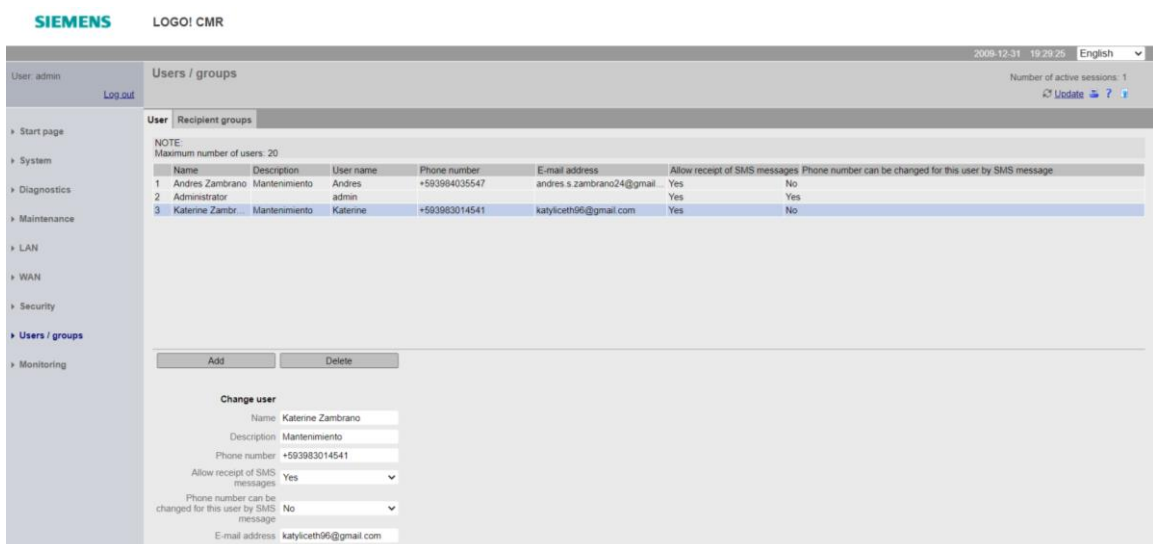 SIEMENS LOGO! CMR
2009-12-31 19:29:25 English
User: admin
Log out
Users / groups
Number of active sessions: 1
Update ?
Start page
System
Diagnostics
Maintenance
LAN
WAN
Security
Users / groups
Monitoring
User Recipient groups
NOTE:
Maximum number of users: 20
Name Description User name Phone number E-mail address Allow receipt of SMS messages Phone number can be changed for this user by SMS message
1 Andres Zambrano Mantenimiento Andres +593984035547 andres.s.zambrano24@gmail... Yes No
2 Administrator admin Yes Yes
3 Katerine Zambr... Mantenimiento Katerine +593983014541 katyliceth96@gmail.com Yes No
Add Delete
Change user
Name Katerine Zambrano
Description Mantenimiento
Phone number +593983014541
Allow receipt of SMS
messages Yes
Phone number can be
changed for this user by SMS No
message
E-mail address katyliceth96@gmail.com